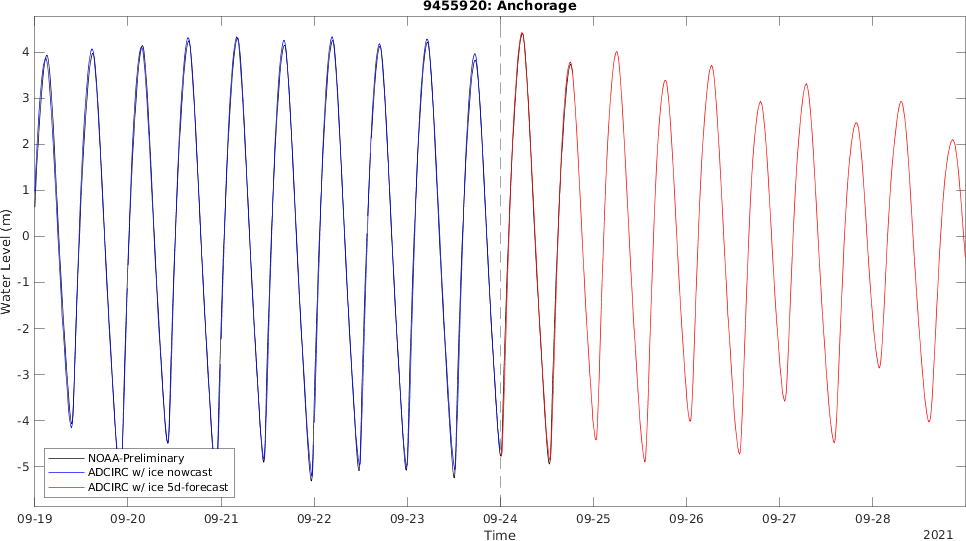 9455920: Anchorage
4
3
2
1
0
-1
-2
-3
-4
-5
Water Level (m)
NOAA-Preliminary
ADCIRC w/ ice nowcast
ADCIRC w/ ice 5d-forecast
09-19 09-20 09-21 09-22 09-23 09-24 09-25 09-26 09-27 09-28
Time
2021